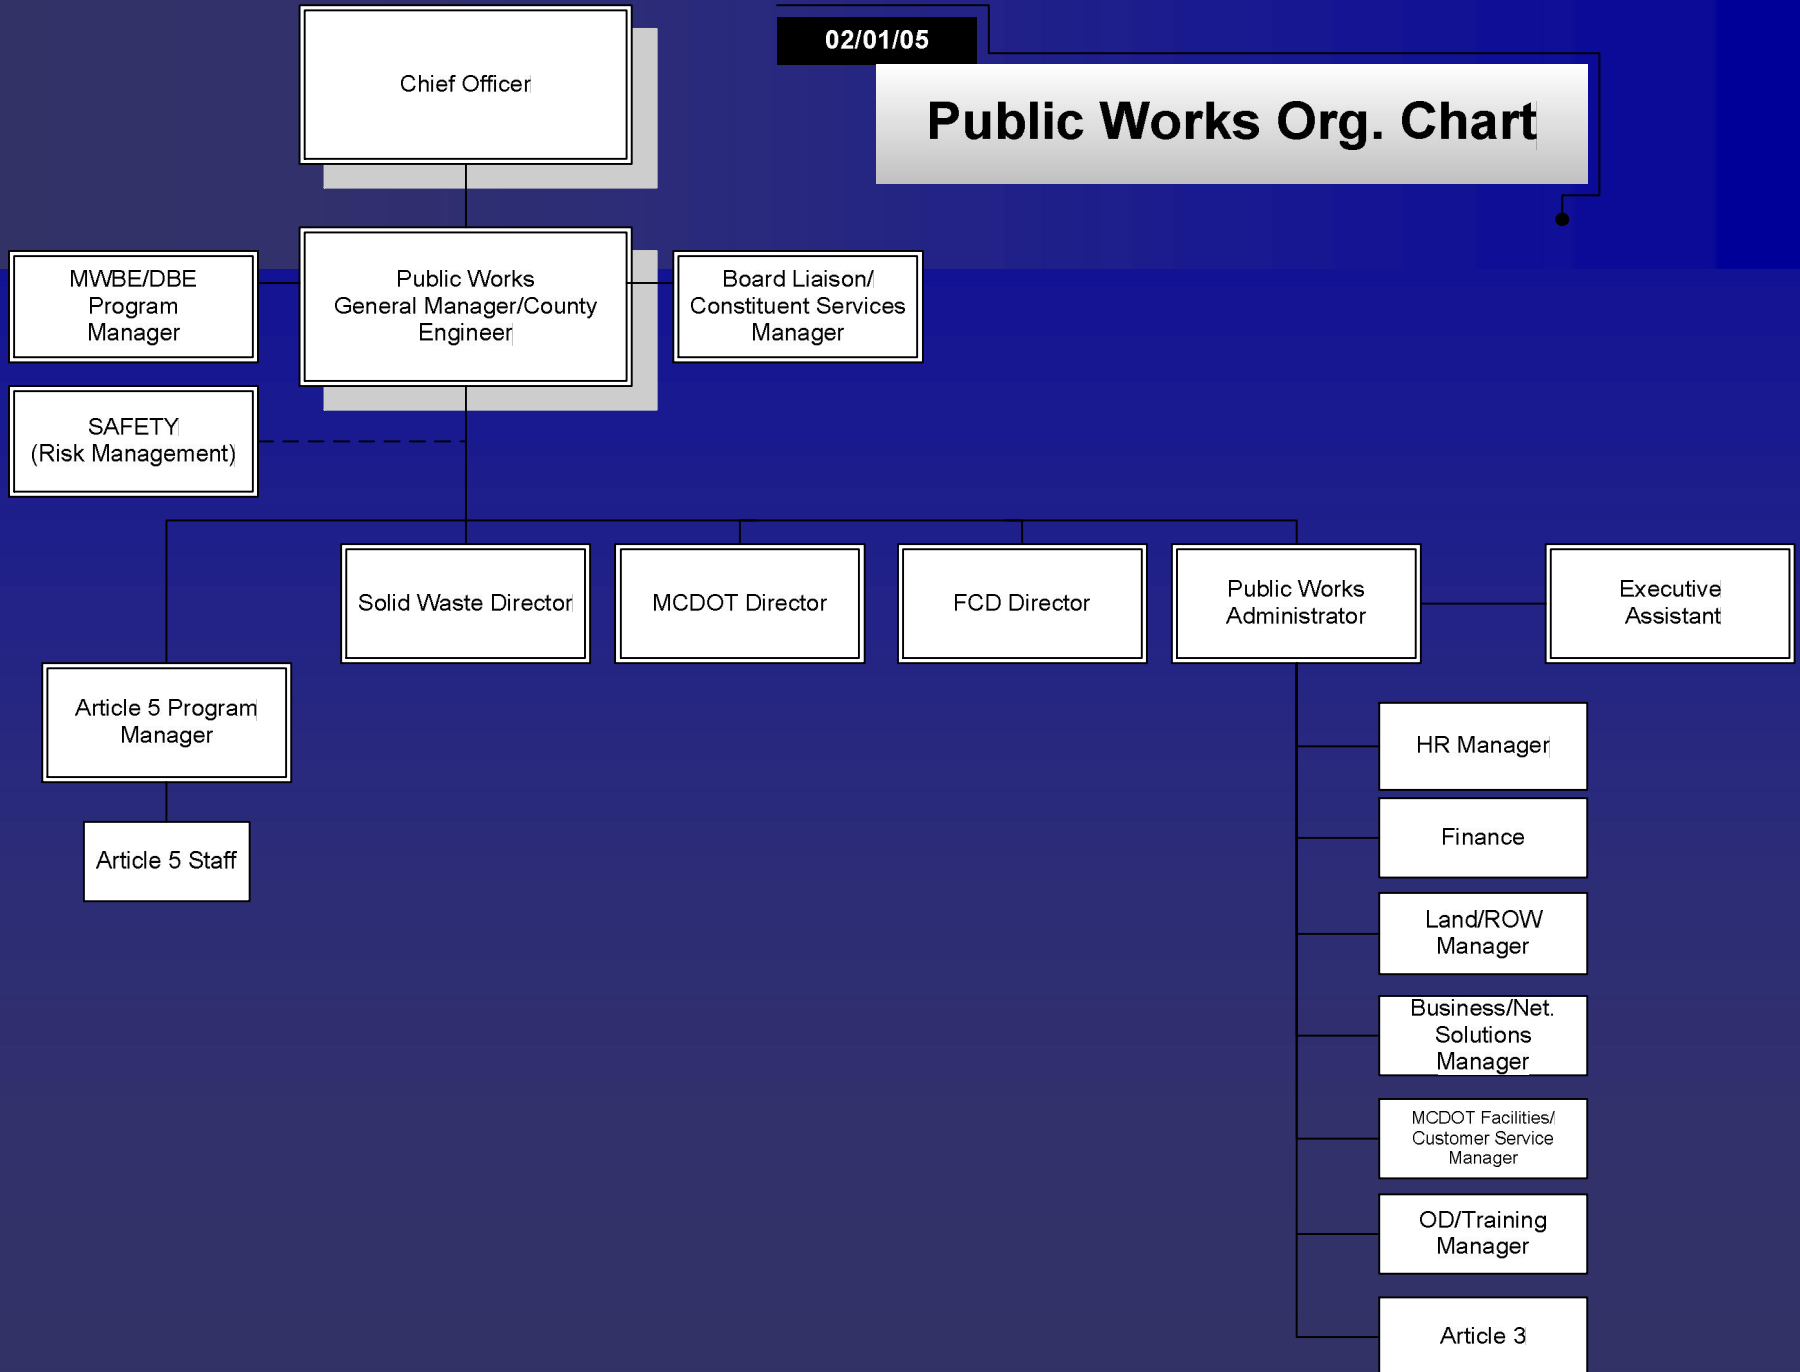 02/01/05
Public Works Org. Chart
Chief Officer
MWBE/DBE
Program
Manager
Public Works
General Manager/County
Engineer
Board Liaison/
Constituent Services
Manager
SAFETY
(Risk Management)
Solid Waste Director
MCDOT Director
FCD Director
Public Works
Administrator
Executive
Assistant
Article 5 Program
Manager
Article 5 Staff
HR Manager
Finance
Land/ROW
Manager
Business/Net.
Solutions
Manager
MCDOT Facilities/
Customer Service
Manager
OD/Training
Manager
Article 3